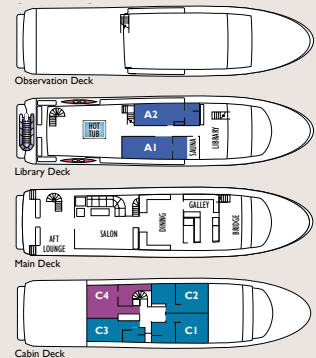 Observation Deck
HOT
TUB
A2
A1
SAUNA
LIBRARY
Library Deck
AFT
LOUNGE
SALON
DINING
GALLEY
BRIDGE
Main Deck
C4
C2
C3
C1
Cabin Deck